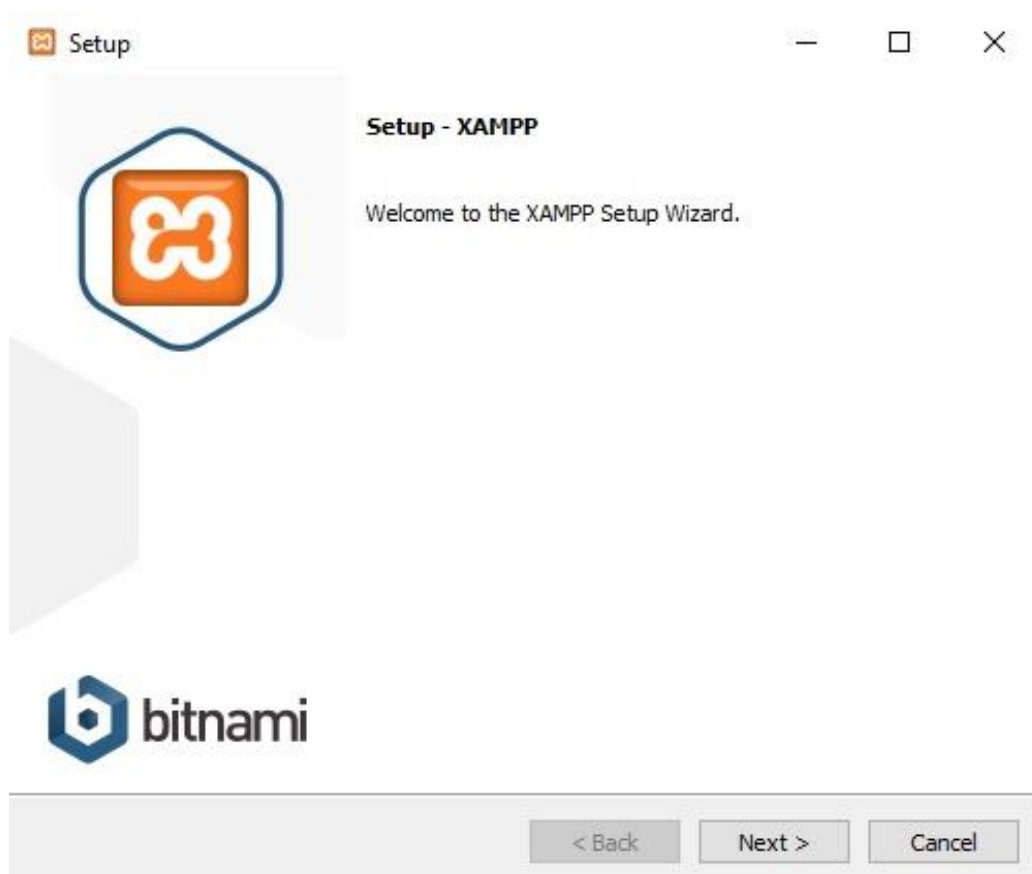 Setup
Setup - XAMPP
Welcome to the XAMPP Setup Wizard.
bitnami
< Back
Next >
Cancel